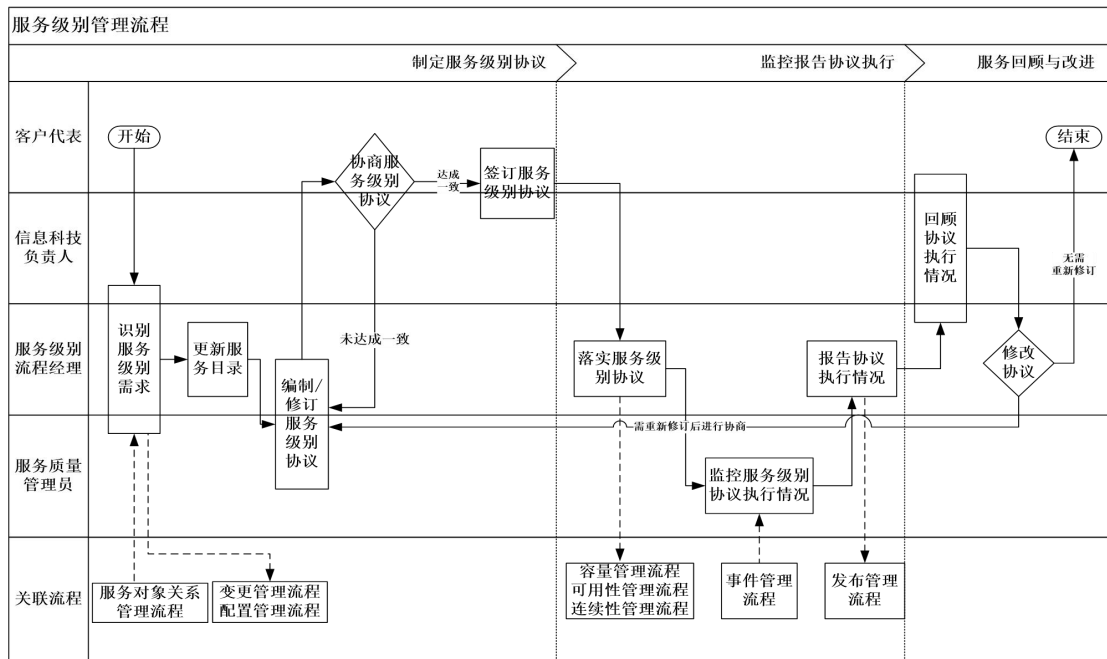 服务级别管理流程
制定服务级别协议
监控报告协议执行
服务回顾与改进
客户代表
开始
协商服
务级别
协议
达成
一致
签订服务
级别协议
结束
信息科技
负责人
回顾
协议
执行
情况
无需
重新修订
服务级别
流程经理
识别
服务
级别
需求
更新服
务目录
未达成一致
编制/
修订
服务
级别
协议
落实服务级
别协议
报告协议
执行情况
修改
协议
需重新修订后进行协商
服务质量
管理员
监控服务级别
协议执行情况
关联流程
服务对象关系
管理流程
变更管理流程
配置管理流程
容量管理流程
可用性管理流程
连续性管理流程
事件管理
流程
发布管理
流程